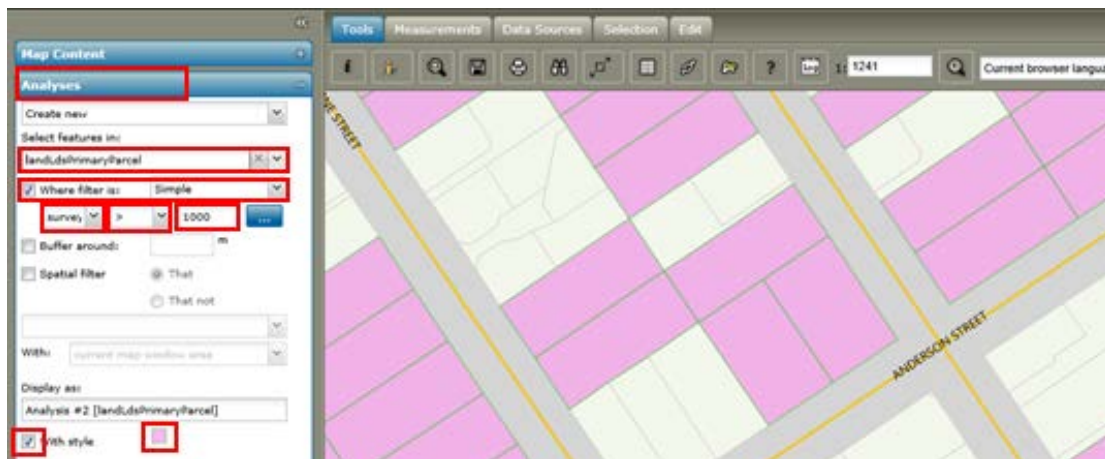 Tools Measurements Data Sources Selection Edit
Map Content
Analyses
Log 1: 1241 Current browser langua
Create new
Select features in:
landLdsPrimaryParcel
Where filter is: Simple
survey > 1000 ...
Buffer around: m
Spatial filter That
That not
With: current map window area
Display as:
Analysis #2 [landLdsPrimaryParcel]
With style
NE STREET
ANDERSON STREET